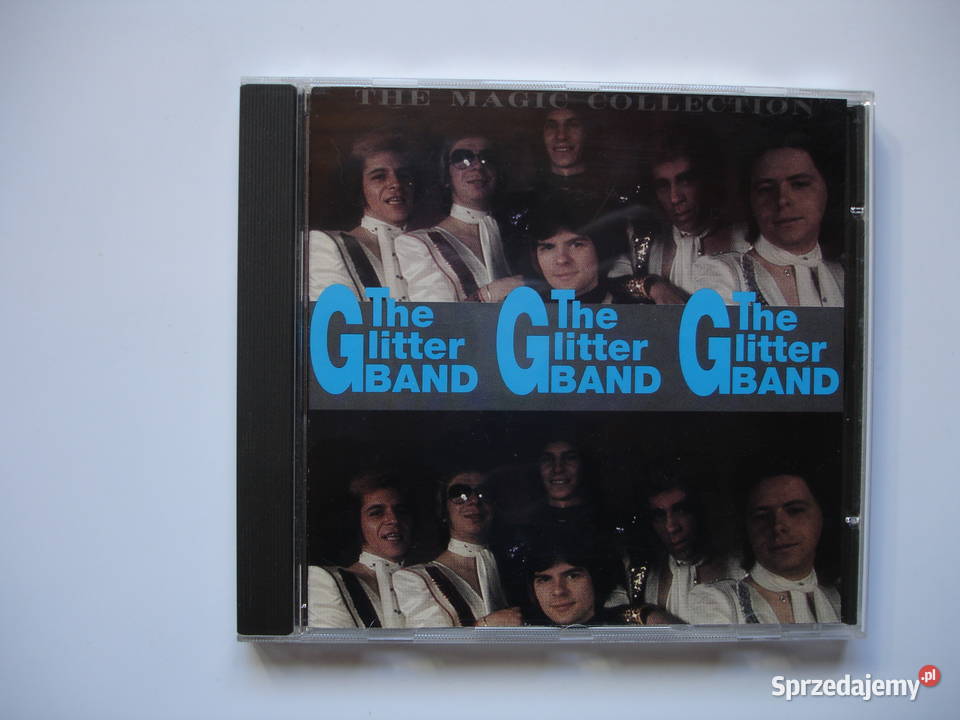 THE MAGIC COLLECTION
The
Glitter
BAND
The
Glitter
BAND
The
Glitter
BAND
Sprzedajemy.pl